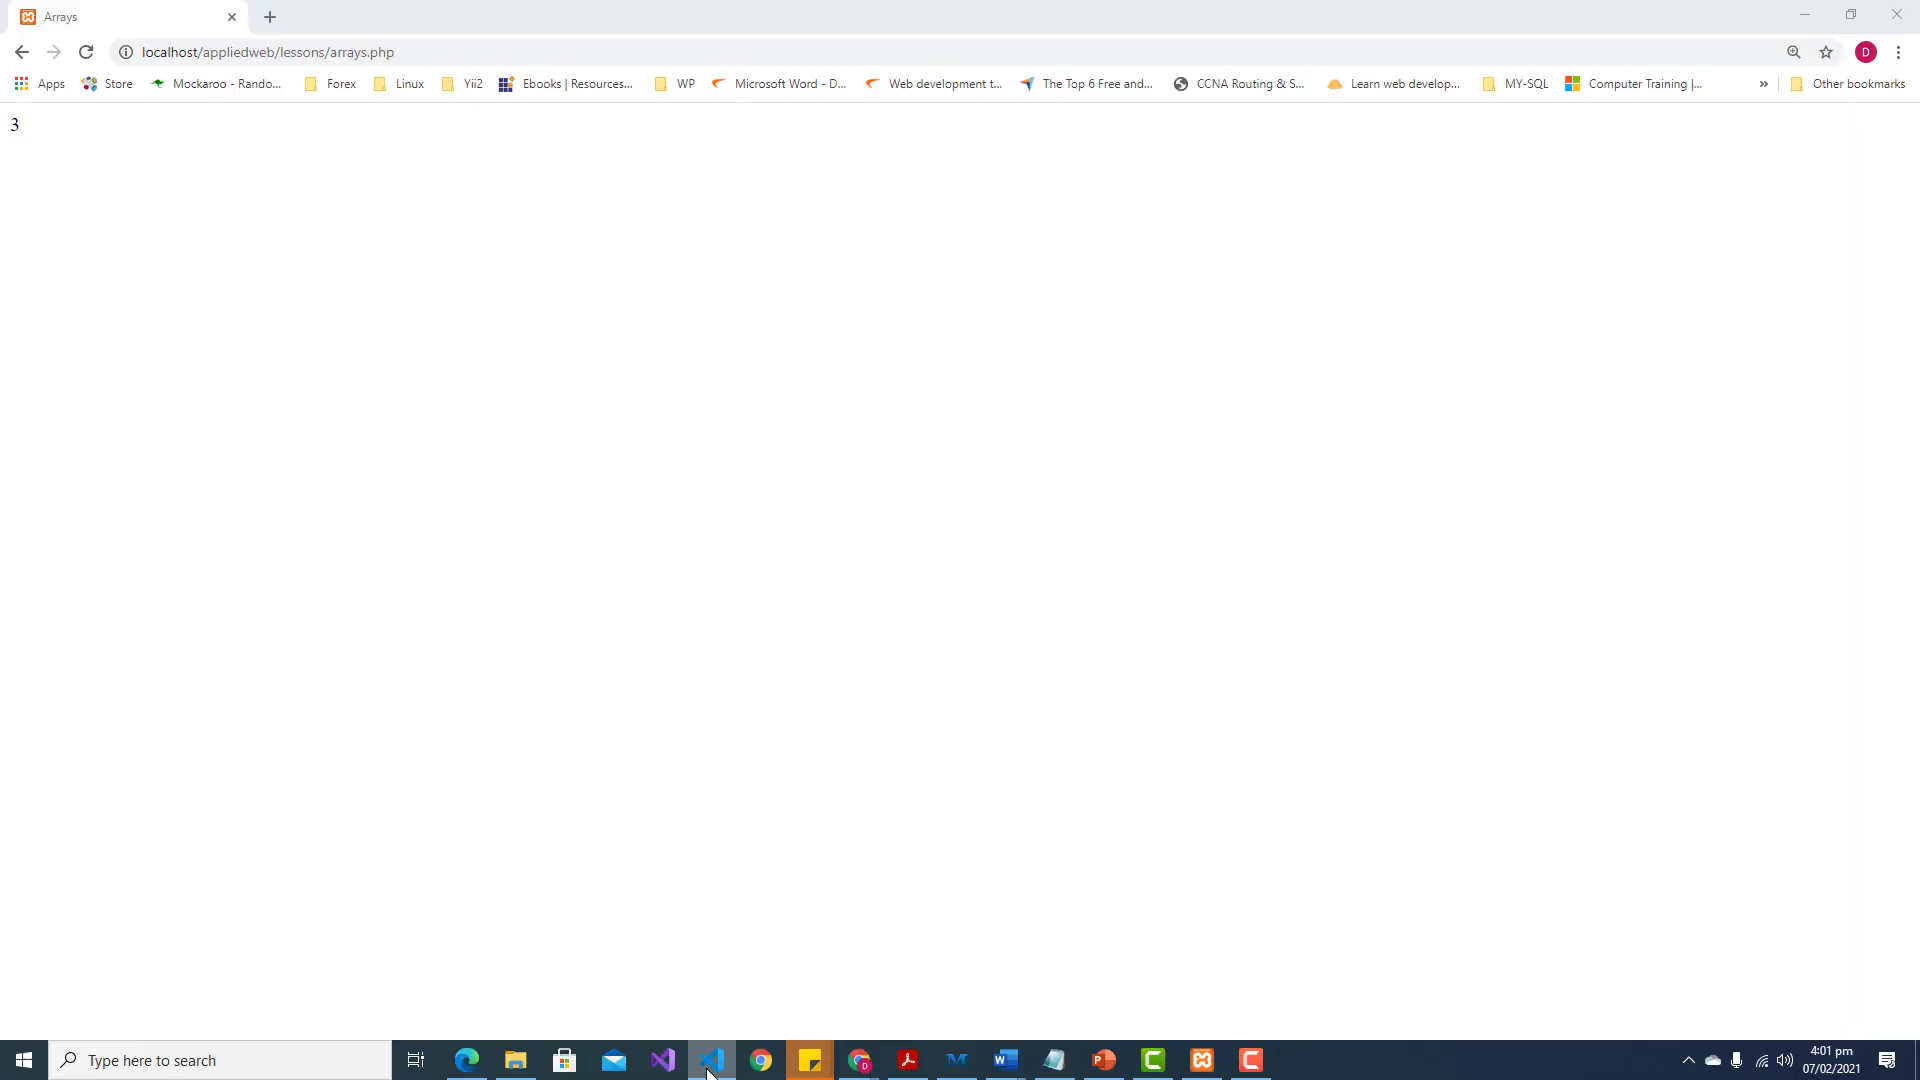 Arrays
localhost/appliedweb/lessons/arrays.php
D
Apps Store Mockaroo - Rando... Forex Linux Yii2 Ebooks | Resources... WP Microsoft Word - D... Web development t... The Top 6 Free and... CCNA Routing & S... Learn web develop... MY-SQL Computer Training |... » Other bookmarks
3
Type here to search
4:01 pm
07/02/2021